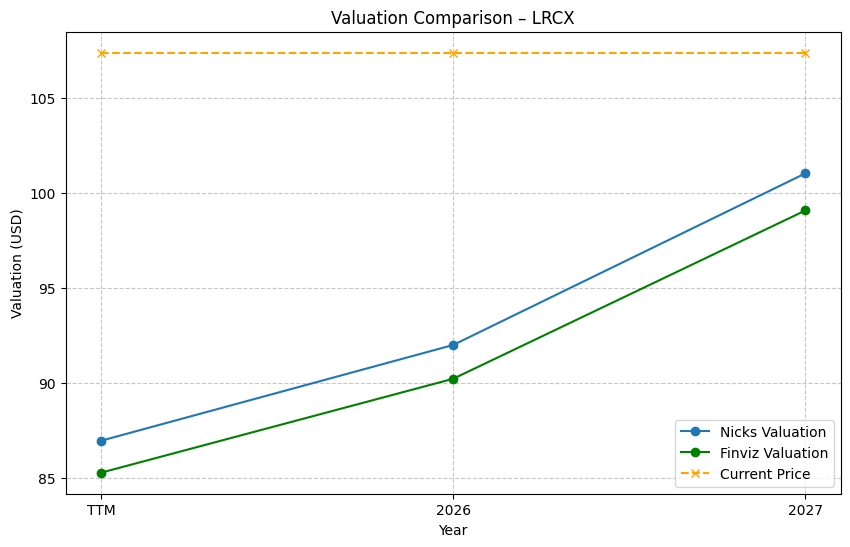 Valuation Comparison – LRCX
Valuation (USD)
105
100
95
90
85
TTM
2026
2027
Year
Nicks Valuation
Finviz Valuation
Current Price